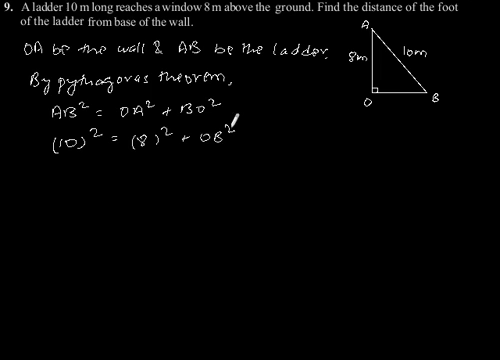 9. A ladder 10 m long reaches a window 8 m above the ground. Find the distance of the foot
of the ladder from base of the wall.
OA be the wall & AB be the ladder.
By pythagoras theorem,
AB² = OA² + BO²
(10)² = (8)² + OB²
A
8m
10m
O
B